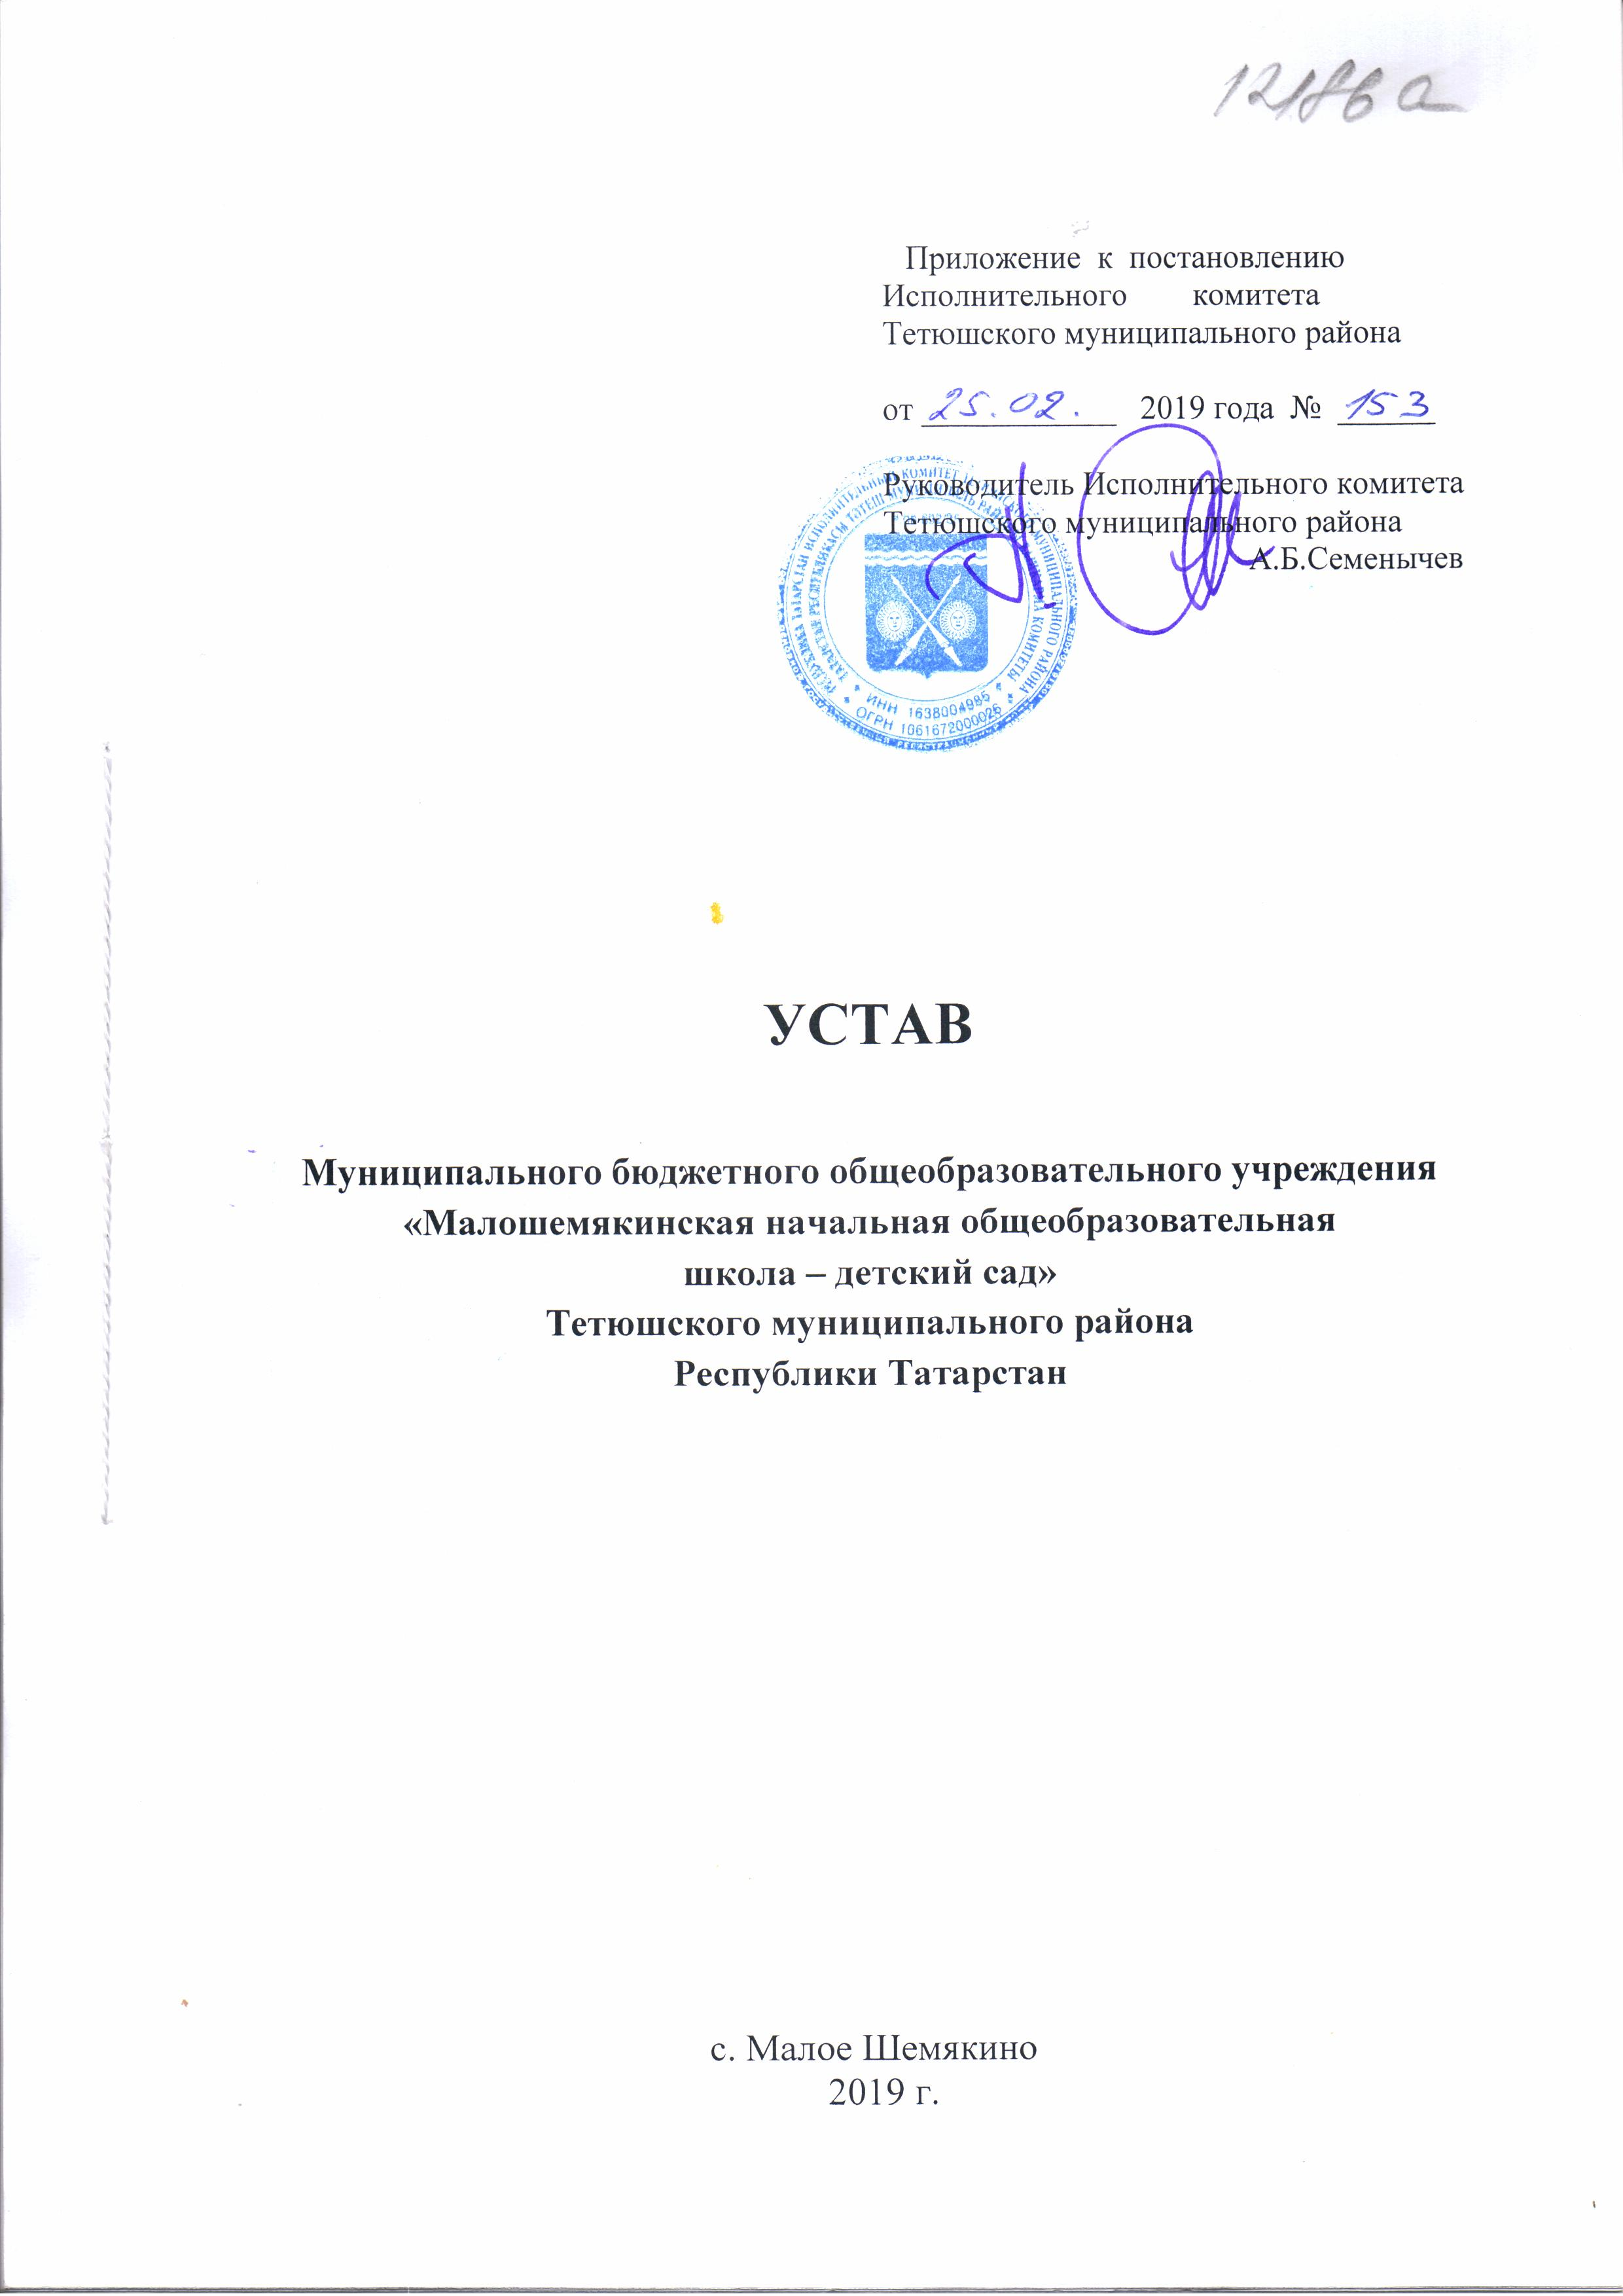 12186 а
Приложение к постановлению
Исполнительного комитета
Тетюшского муниципального района
от 25.02. 2019 года № 153
Руководитель Исполнительного комитета
Тетюшского муниципального района
А.Б.Семенычев
ИНН 1638004985
ОГРН 1061672000026
УСТАВ
Муниципального бюджетного общеобразовательного учреждения
«Малошемякинская начальная общеобразовательная
школа – детский сад»
Тетюшского муниципального района
Республики Татарстан
с. Малое Шемякино
2019 г.